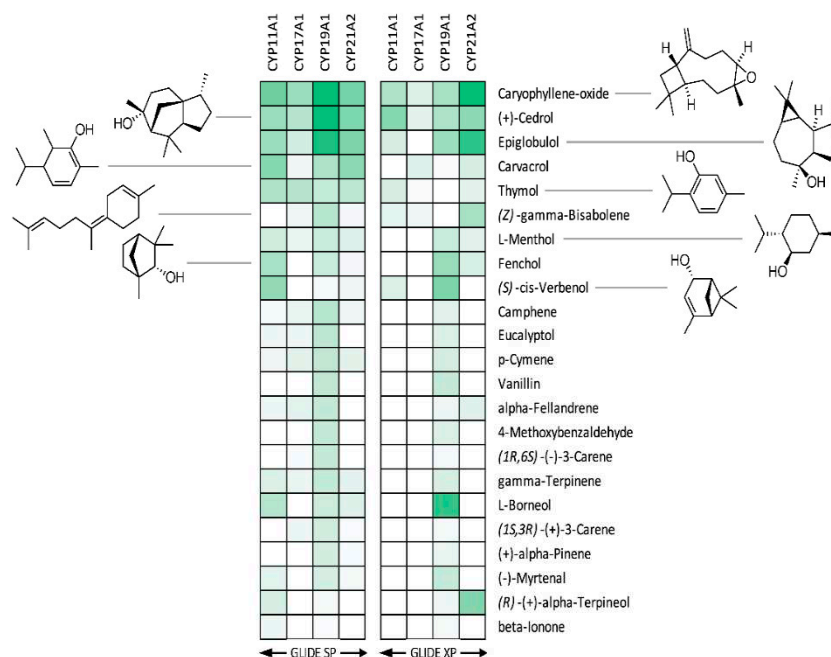 CYP11A1 CYP17A1 CYP19A1 CYP21A2 CYP11A1 CYP17A1 CYP19A1 CYP21A2
Caryophyllene-oxide
(+)-Cedrol
Epiglobulol
Carvacrol
Thymol
(Z)-gamma-Bisabolene
L-Menthol
Fenchol
(S)-cis-Verbenol
Camphene
Eucalyptol
p-Cymene
Vanillin
alpha-Fellandrene
4-Methoxybenzaldehyde
(1R,6S)-(-)-3-Carene
gamma-Terpinene
L-Borneol
(1S,3R)-(+)-3-Carene
(+)-alpha-Pinene
(-)-Myrtenal
(R)-(+)-alpha-Terpineol
beta-Ionone
GLIDE SP GLIDE XP
HO
OH
OH
H
O
H
H
OH
HO
HO
OH